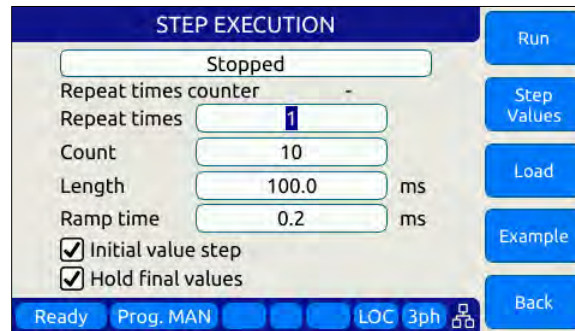 STEP EXECUTION
Stopped
Repeat times counter -
Repeat times 1
Count 10
Length 100.0 ms
Ramp time 0.2 ms
Initial value step
Hold final values
Ready Prog. MAN LOC 3ph
Run
Step
Values
Load
Example
Back